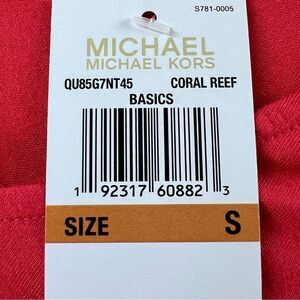 S781-0005
MICHAEL
MICHAEL KORS
QU85G7NT45 CORAL REEF
BASICS
1 92317 60882 3
SIZE S